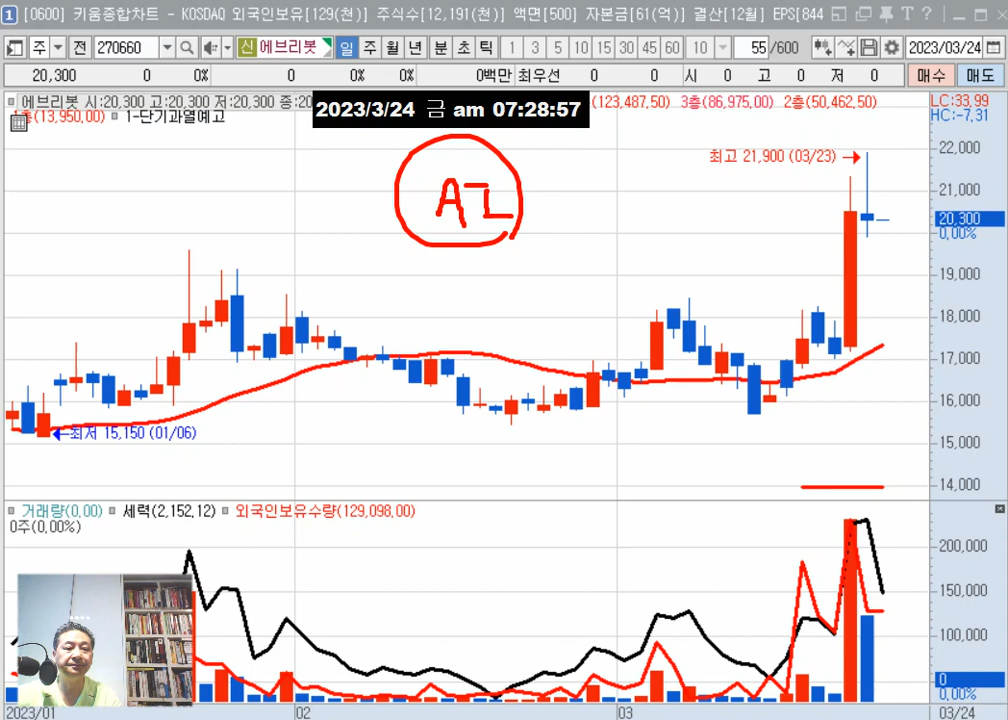 1 [0600] 키움종합차트 - KOSDAQ 외국인보유[129(천)] 주식수[12,191(천)] 액면[500] 자본금[61(억)] 결산[12월] EPS[844
주 전 270660 신 에브리봇 일 주 월 년 분 초 틱 1 3 5 10 15 30 45 60 10 55 /600 2023/03/24
20,300 0 0% 0 0% 0% 0백만 최우선 0 0 시 0 고 0 저 0 매수 매도
에브리봇 시:20,300 고:20,300 저:20,300 종:20 (123,487,50) 3층(86,975,00) 2층(50,462,50) LC:33,99
(13,950,00) 1-단기과열예고 HC:-7,31
2023/3/24 금 am 07:28:57
AI
최고 21,900 (03/23)
22,000
21,000
20,300
0,00%
19,000
18,000
17,000
16,000
최저 15,150 (01/06)
15,000
14,000
거래량(0,00) 세력(2,152,12) 외국인보유수량(129,098,00)
0주(0,00%)
200,000
150,000
100,000
0
0,00%
2023/01 02 03 03/24